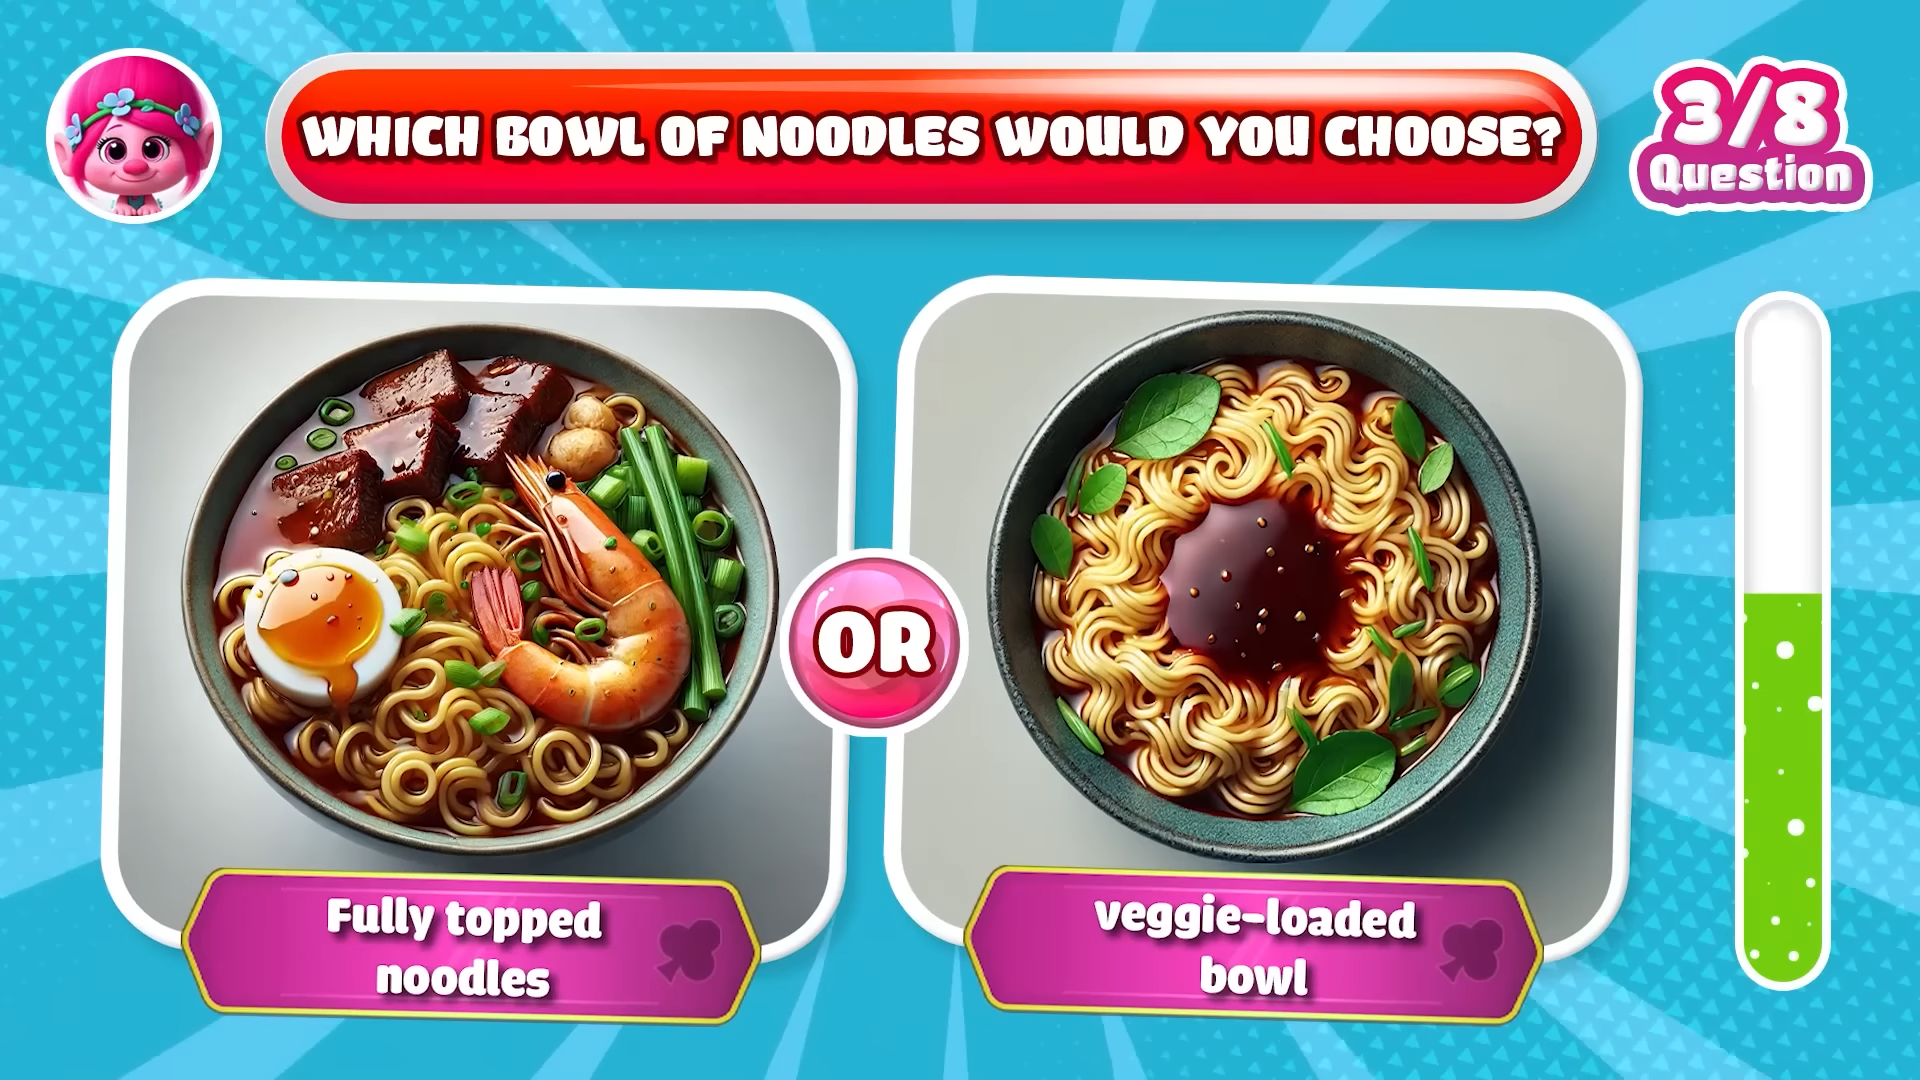 WHICH BOWL OF NOODLES WOULD YOU CHOOSE?
3/8
Question
OR
Fully topped
noodles
veggie-loaded
bowl